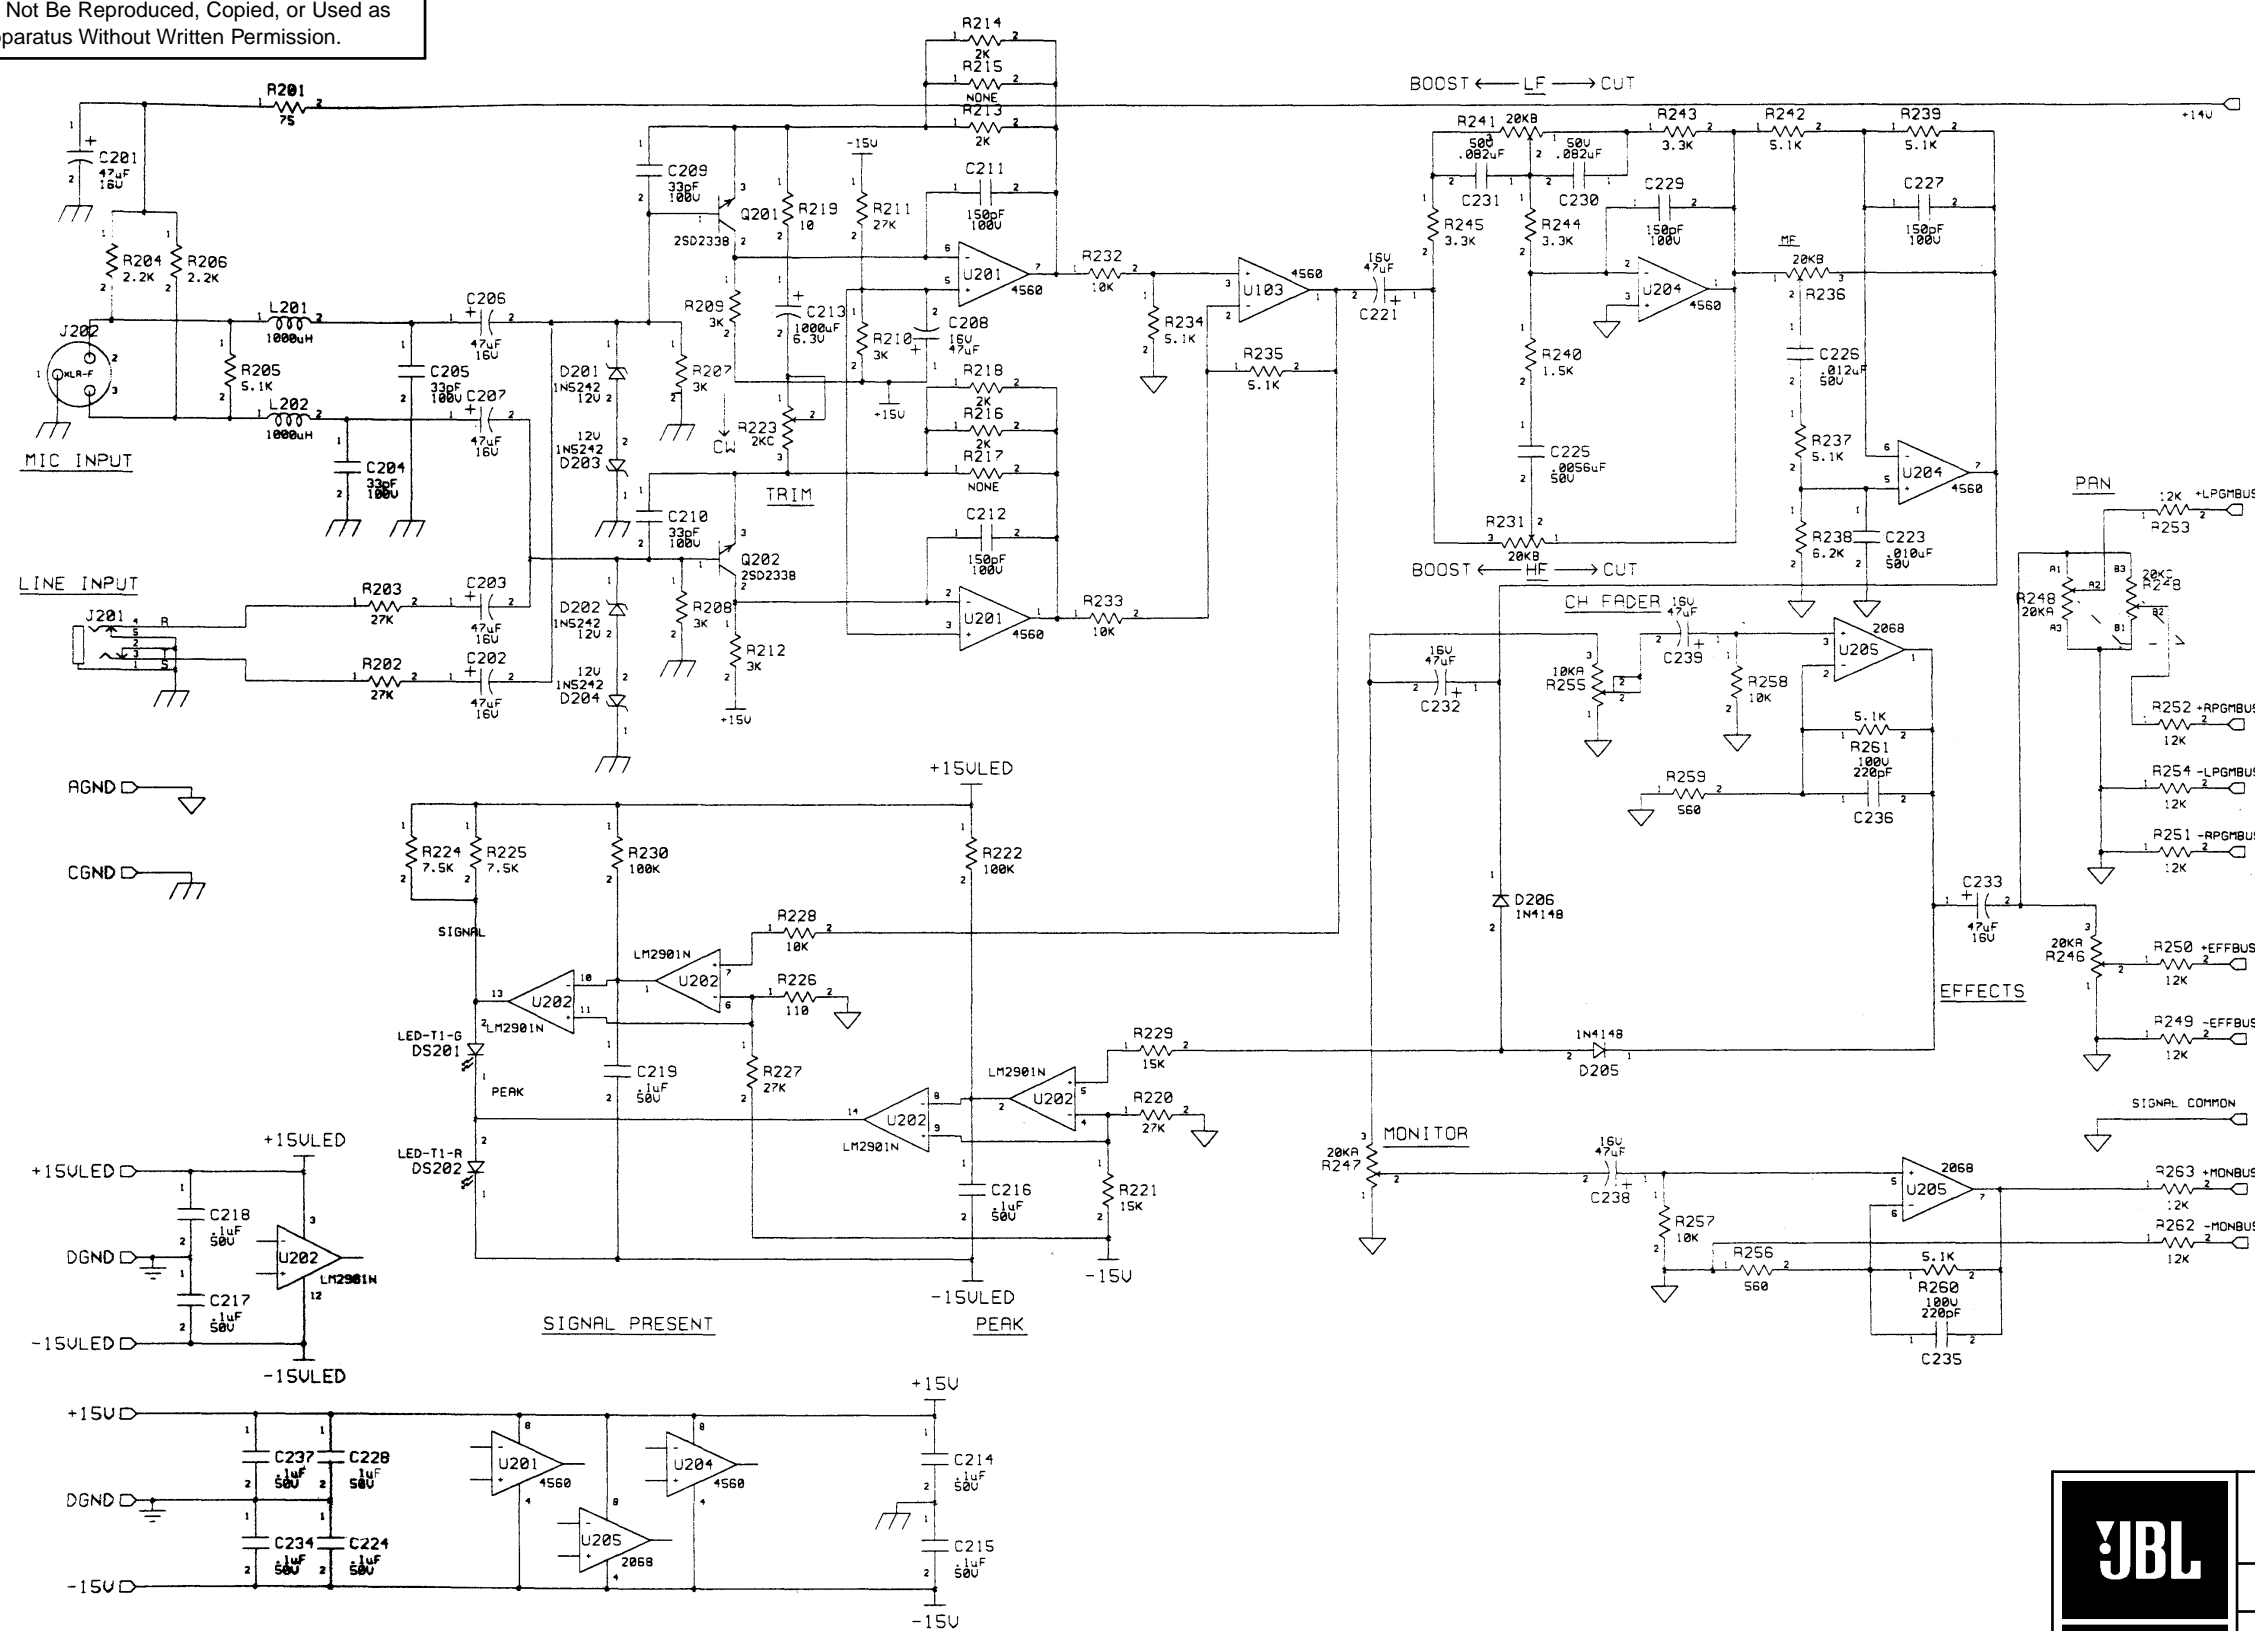 Not Be Reproduced, Copied, or Used as
paratus Without Written Permission.
R214
2K
R215
NONE
R213
2K
R201
75
BOOST ← LF → CUT
+14V
C201
47uF
16V
R204
2.2K
R206
2.2K
J202
XLR-F
MIC INPUT
L201
1000uH
R205
5.1K
L202
1000uH
C205
33pF
100V
C204
33pF
100V
C206
47uF
16V
C207
47uF
16V
C209
33pF
100V
Q201
2SD2338
R219
10
-15V
R211
27K
C211
150pF
100V
U201
4560
R209
3K
C213
1000uF
6.3V
R210
3K
C208
16V
47uF
+15V
D201
1N5242
12V
12V
1N5242
D203
R207
3K
CW
R223
2KC
TRIM
R218
2K
R216
2K
R217
NONE
C210
33pF
100V
Q202
2SD2338
C212
150pF
100V
U201
4560
LINE INPUT
J201
R
T
S
R203
27K
C203
47uF
16V
R202
27K
C202
47uF
16V
D202
1N5242
12V
12V
1N5242
D204
R208
3K
R212
3K
+15V
R232
10K
R234
5.1K
4560
U103
R235
5.1K
R233
10K
16V
47uF
C221
R241 20KB
50V
.082uF
C231
50V
.082uF
C230
R243
3.3K
R242
5.1K
R239
5.1K
R245
3.3K
R244
3.3K
C229
150pF
100V
C227
150pF
100V
U204
4560
MF
20KB
R236
R240
1.5K
C226
.012uF
50V
C225
.0056uF
50V
R237
5.1K
U204
4560
R231
20KB
R238
6.2K
C223
.010uF
50V
BOOST ← HF → CUT
CH FADER
16V
47uF
C239
16V
47uF
C232
10KA
R255
R258
10K
2068
U205
5.1K
R261
100V
220pF
C236
R259
560
PAN
12K +LPGMBUS
R253
A1
A2
A3
B3
B2
B1
R248
20KA
R248
R252 +RPGMBUS
12K
R254 -LPGMBUS
12K
R251 -RPGMBUS
12K
C233
47uF
16V
20KA
R246
EFFECTS
R250 +EFFBUS
12K
R249 -EFFBUS
12K
SIGNAL COMMON
AGND
CGND
+15VLED
R224
7.5K
R225
7.5K
R230
100K
R222
100K
SIGNAL
R228
10K
LM2901N
U202
R226
110
U202
LM2901N
LED-T1-G
DS201
C219
.1uF
50V
R227
27K
PEAK
LED-T1-R
DS202
U202
LM2901N
LM2901N
U202
R229
15K
R220
27K
R221
15K
C216
.1uF
50V
-15V
-15VLED
SIGNAL PRESENT
PEAK
D206
1N4148
1N4148
D205
MONITOR
20KA
R247
16V
47uF
C238
R257
10K
R256
560
2068
U205
5.1K
R260
100V
220pF
C235
R263 +MONBUS
12K
R262 -MONBUS
12K
+15VLED
+15VLED
C218
.1uF
50V
DGND
U202
LM2901N
C217
.1uF
50V
-15VLED
-15VLED
+15V
+15V
C237
.1uF
50V
C228
.1uF
50V
DGND
C234
.1uF
50V
C224
.1uF
50V
-15V
U201
4560
U205
2068
U204
4560
C214
.1uF
50V
C215
.1uF
50V
-15V
JBL